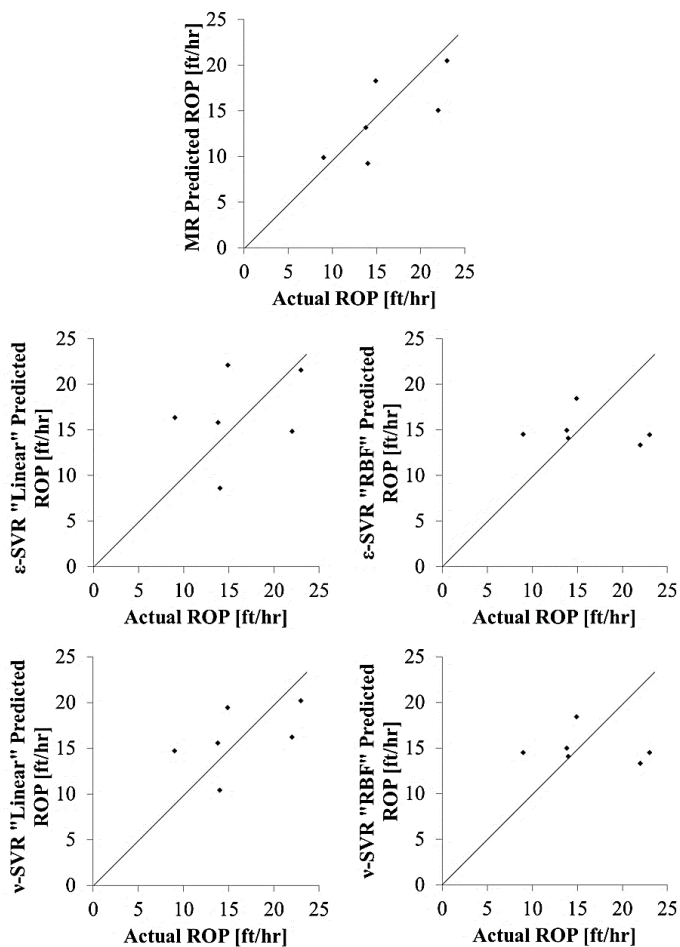 MR Predicted ROP [ft/hr]
25
20
15
10
5
0
0 5 10 15 20 25
Actual ROP [ft/hr]
ε-SVR "Linear" Predicted
ROP [ft/hr]
25
20
15
10
5
0
0 5 10 15 20 25
Actual ROP [ft/hr]
ε-SVR "RBF" Predicted
ROP [ft/hr]
25
20
15
10
5
0
0 5 10 15 20 25
Actual ROP [ft/hr]
ν-SVR "Linear" Predicted
ROP [ft/hr]
25
20
15
10
5
0
0 5 10 15 20 25
Actual ROP [ft/hr]
ν-SVR "RBF" Predicted
ROP [ft/hr]
25
20
15
10
5
0
0 5 10 15 20 25
Actual ROP [ft/hr]